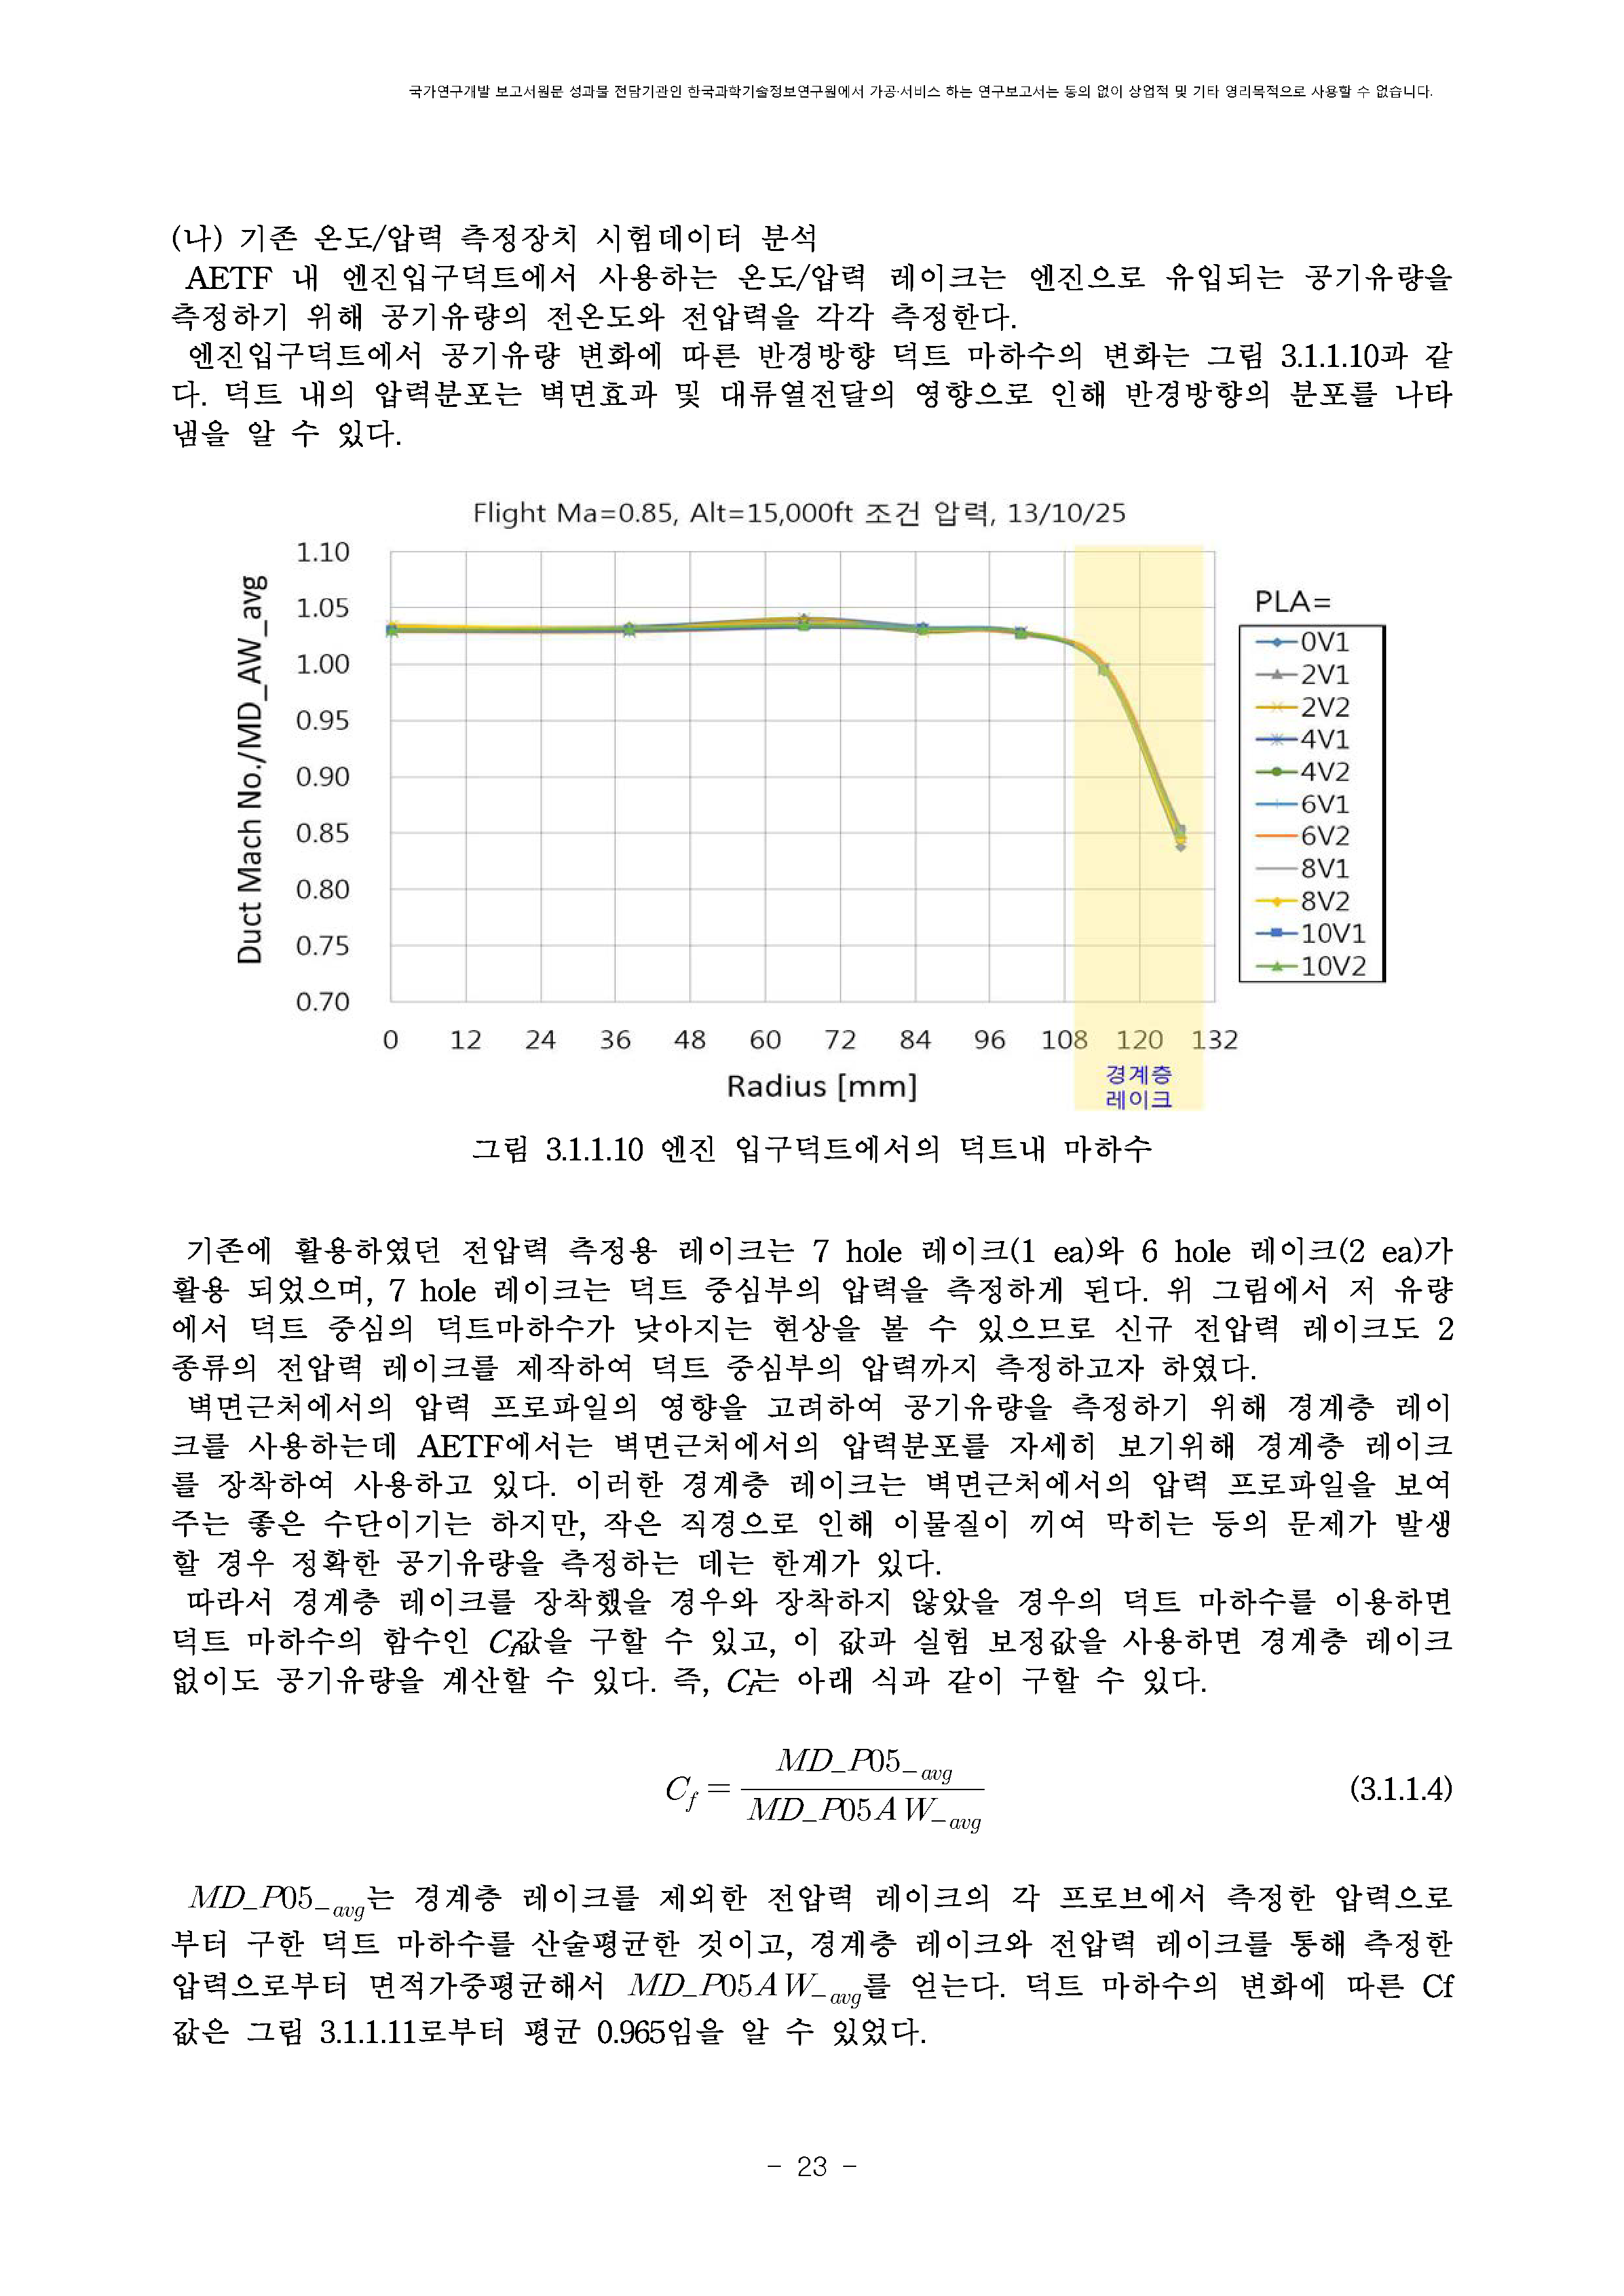 국가연구개발 보고서원문 성과물 전담기관인 한국과학기술정보연구원에서 가공·서비스 하는 연구보고서는 동의 없이 상업적 및 기타 영리목적으로 사용할 수 없습니다.
(나) 기존 온도/압력 측정장치 시험데이터 분석
AETF 내 엔진입구덕트에서 사용하는 온도/압력 레이크는 엔진으로 유입되는 공기유량을
측정하기 위해 공기유량의 전온도와 전압력을 각각 측정한다.
엔진입구덕트에서 공기유량 변화에 따른 반경방향 덕트 마하수의 변화는 그림 3.1.1.10과 같
다. 덕트 내의 압력분포는 벽면효과 및 대류열전달의 영향으로 인해 반경방향의 분포를 나타
냄을 알 수 있다.
Flight Ma=0.85, Alt=15,000ft 조건 압력, 13/10/25
Duct Mach No./MD_AW_avg
1.10
1.05
1.00
0.95
0.90
0.85
0.80
0.75
0.70
0 12 24 36 48 60 72 84 96 108 120 132
Radius [mm]
경계층
레이크
PLA=
0V1
2V1
2V2
4V1
4V2
6V1
6V2
8V1
8V2
10V1
10V2
그림 3.1.1.10 엔진 입구덕트에서의 덕트내 마하수
기존에 활용하였던 전압력 측정용 레이크는 7 hole 레이크(1 ea)와 6 hole 레이크(2 ea)가
활용 되었으며, 7 hole 레이크는 덕트 중심부의 압력을 측정하게 된다. 위 그림에서 저 유량
에서 덕트 중심의 덕트마하수가 낮아지는 현상을 볼 수 있으므로 신규 전압력 레이크도 2
종류의 전압력 레이크를 제작하여 덕트 중심부의 압력까지 측정하고자 하였다.
벽면근처에서의 압력 프로파일의 영향을 고려하여 공기유량을 측정하기 위해 경계층 레이
크를 사용하는데 AETF에서는 벽면근처에서의 압력분포를 자세히 보기위해 경계층 레이크
를 장착하여 사용하고 있다. 이러한 경계층 레이크는 벽면근처에서의 압력 프로파일을 보여
주는 좋은 수단이기는 하지만, 작은 직경으로 인해 이물질이 끼여 막히는 등의 문제가 발생
할 경우 정확한 공기유량을 측정하는 데는 한계가 있다.
따라서 경계층 레이크를 장착했을 경우와 장착하지 않았을 경우의 덕트 마하수를 이용하면
덕트 마하수의 함수인 Cf값을 구할 수 있고, 이 값과 실험 보정값을 사용하면 경계층 레이크
없이도 공기유량을 계산할 수 있다. 즉, Cf는 아래 식과 같이 구할 수 있다.
C_f = MD_P05_avg / MD_P05AW_avg (3.1.1.4)
MD_P05_avg는 경계층 레이크를 제외한 전압력 레이크의 각 프로브에서 측정한 압력으로
부터 구한 덕트 마하수를 산술평균한 것이고, 경계층 레이크와 전압력 레이크를 통해 측정한
압력으로부터 면적가중평균해서 MD_P05AW_avg를 얻는다. 덕트 마하수의 변화에 따른 Cf
값은 그림 3.1.1.11로부터 평균 0.965임을 알 수 있었다.
- 23 -